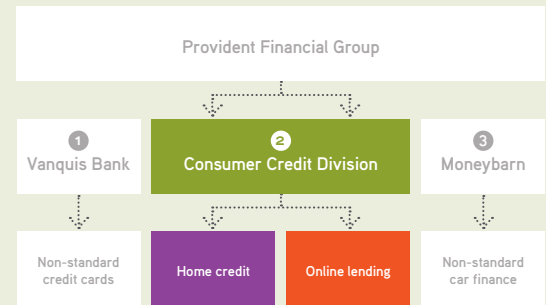 Provident Financial Group
1
Vanquis Bank
2
Consumer Credit Division
3
Moneybarn
Non-standard
credit cards
Home credit
Online lending
Non-standard
car finance